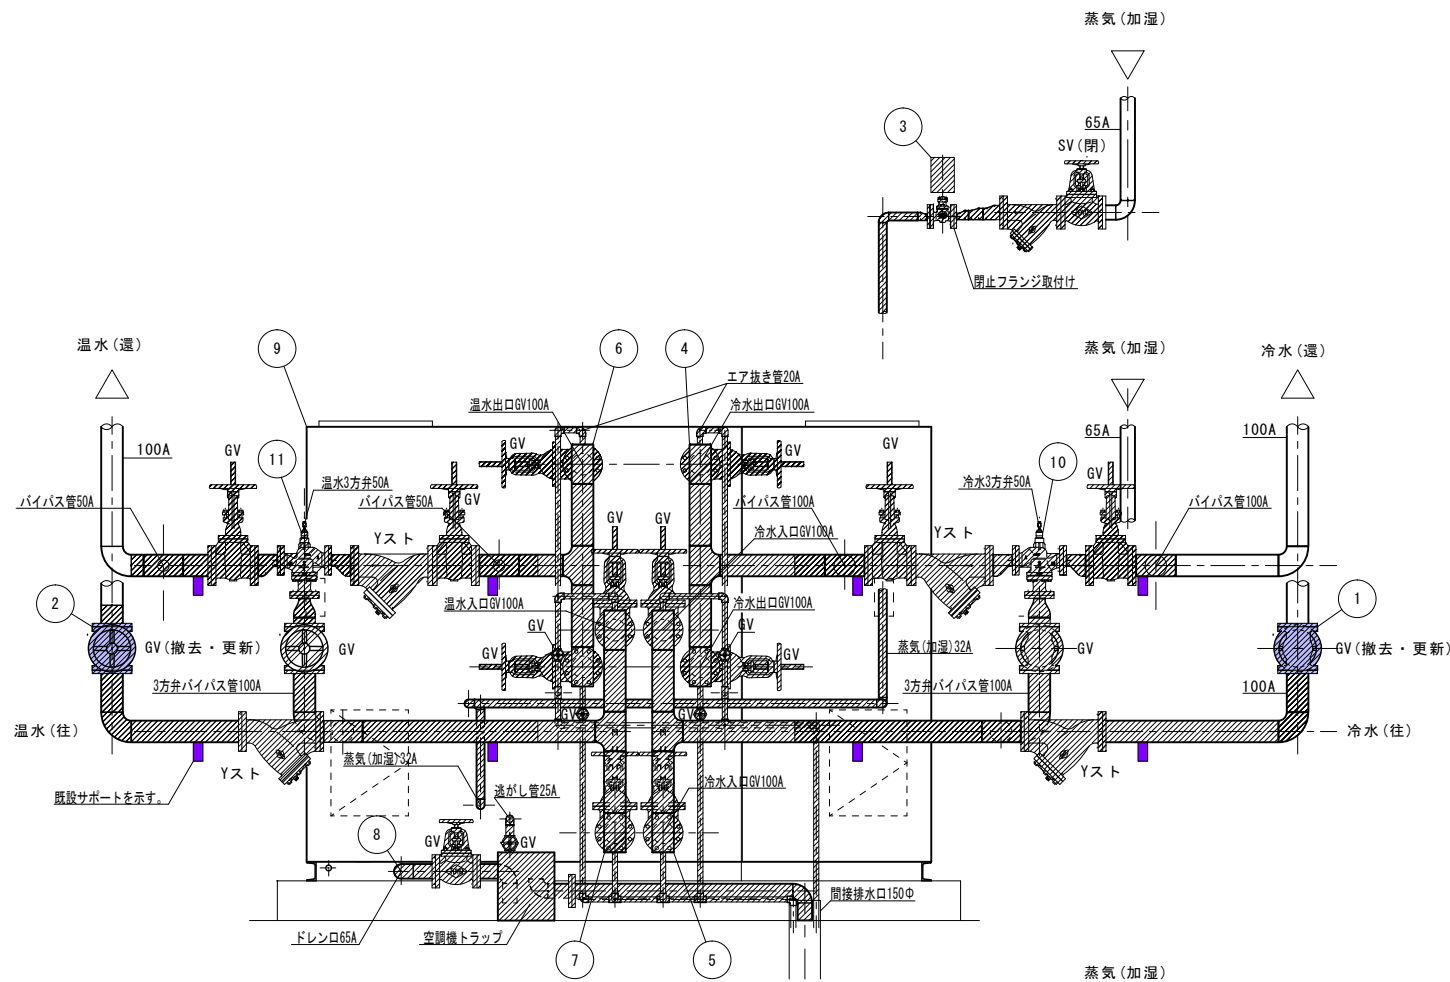 蒸気(加湿)
3
65A
SV(閉)
閉止フランジ取付け
温水(還)
9
6
4
蒸気(加湿)
冷水(還)
エア抜き管20A
温水出口GV100A
冷水出口GV100A
100A
GV
11
GV
GV
GV
65A
100A
10
GV
バイパス管50A
温水3方弁50A
バイパス管50A
GV
バイパス管100A
冷水3方弁50A
バイパス管100A
GV
GV
Yスト
冷水入口GV100A
Yスト
2
温水入口GV100A
冷水出口GV100A
1
GV(撤去・更新)
GV
GV
GV
蒸気(加湿)32A
GV
GV(撤去・更新)
3方弁バイパス管100A
3方弁バイパス管100A
100A
GV
GV
温水(往)
冷水(往)
Yスト
蒸気(加湿)32A
Yスト
冷水入口GV100A
既設サポートを示す。
逃がし管25A
8
GV
GV
間接排水口150Φ
ドレン口65A
空調機トラップ
7
5
蒸気(加湿)